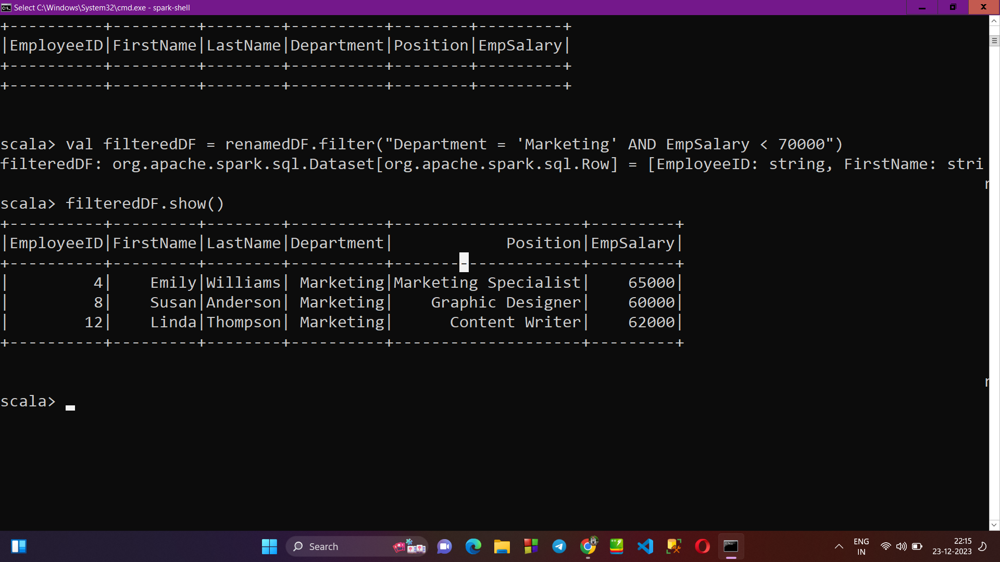 Select C:\Windows\System32\cmd.exe - spark-shell
+----------+---------+--------+----------+--------+---------+
|EmployeeID|FirstName|LastName|Department|Position|EmpSalary|
+----------+---------+--------+----------+--------+---------+
+----------+---------+--------+----------+--------+---------+
scala> val filteredDF = renamedDF.filter("Department = 'Marketing' AND EmpSalary < 70000")
filteredDF: org.apache.spark.sql.Dataset[org.apache.spark.sql.Row] = [EmployeeID: string, FirstName: stri
scala> filteredDF.show()
+----------+---------+--------+----------+--------------------+---------+
|EmployeeID|FirstName|LastName|Department|            Position|EmpSalary|
+----------+---------+--------+----------+--------------------+---------+
|         4|    Emily|Williams| Marketing|Marketing Specialist|    65000|
|         8|    Susan|Anderson| Marketing|    Graphic Designer|    60000|
|        12|    Linda|Thompson| Marketing|      Content Writer|    62000|
+----------+---------+--------+----------+--------------------+---------+
scala>
Search
ENG
IN
22:15
23-12-2023